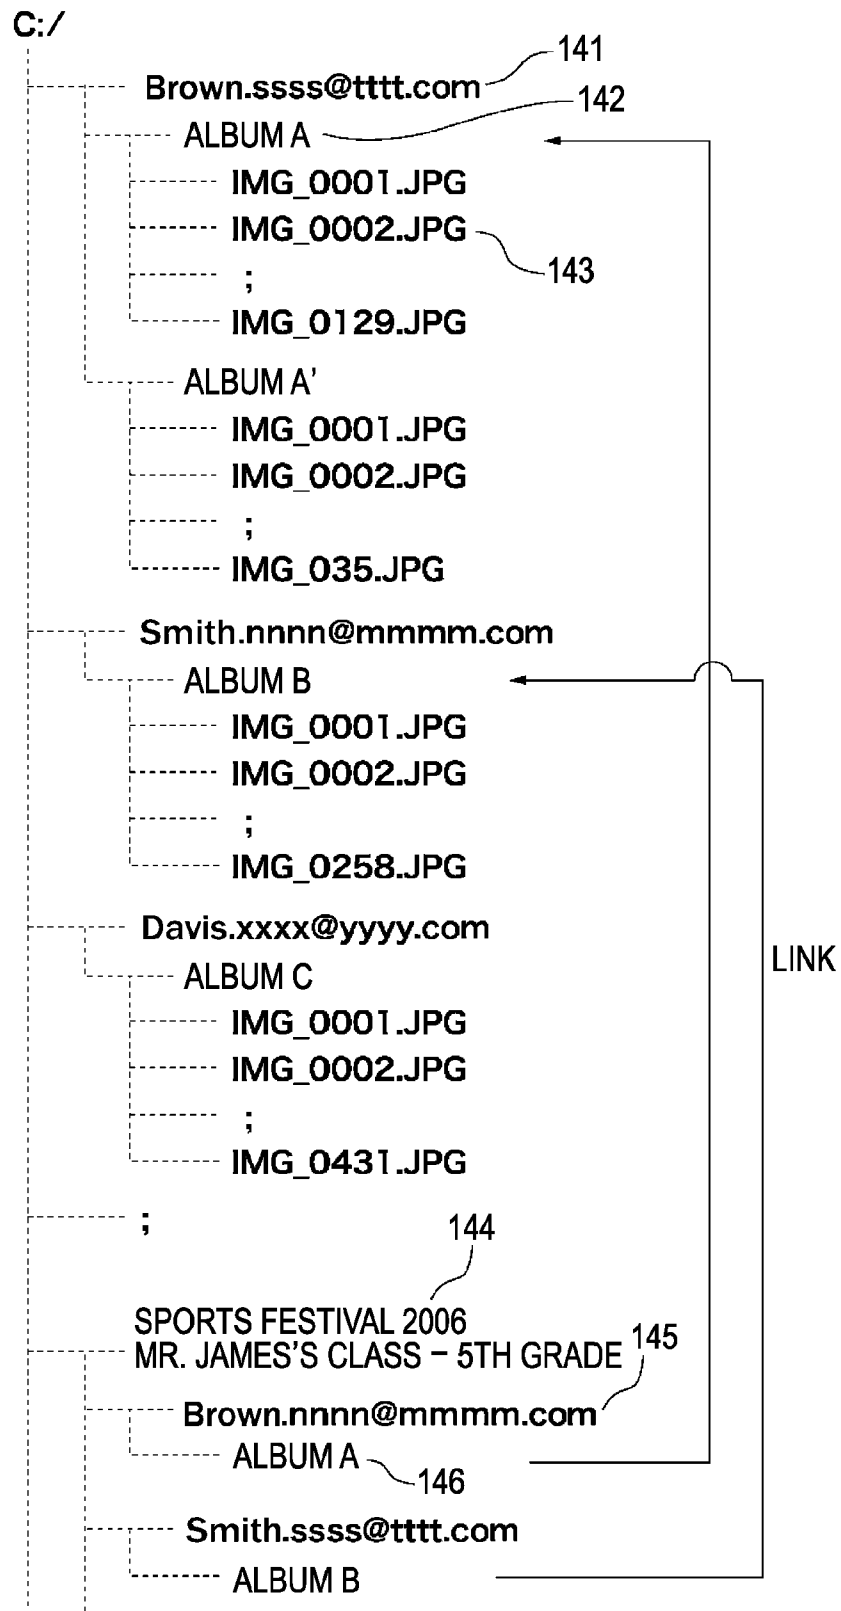 C:/
141
Brown.ssss@tttt.com
142
ALBUM A
IMG_0001.JPG
IMG_0002.JPG
143
;
IMG_0129.JPG
ALBUM A'
IMG_0001.JPG
IMG_0002.JPG
;
IMG_035.JPG
Smith.nnnn@mmmm.com
ALBUM B
IMG_0001.JPG
IMG_0002.JPG
;
IMG_0258.JPG
Davis.xxxx@yyyy.com
LINK
ALBUM C
IMG_0001.JPG
IMG_0002.JPG
;
IMG_0431.JPG
;
144
SPORTS FESTIVAL 2006
MR. JAMES'S CLASS – 5TH GRADE
145
Brown.nnnn@mmmm.com
ALBUM A
146
Smith.ssss@tttt.com
ALBUM B